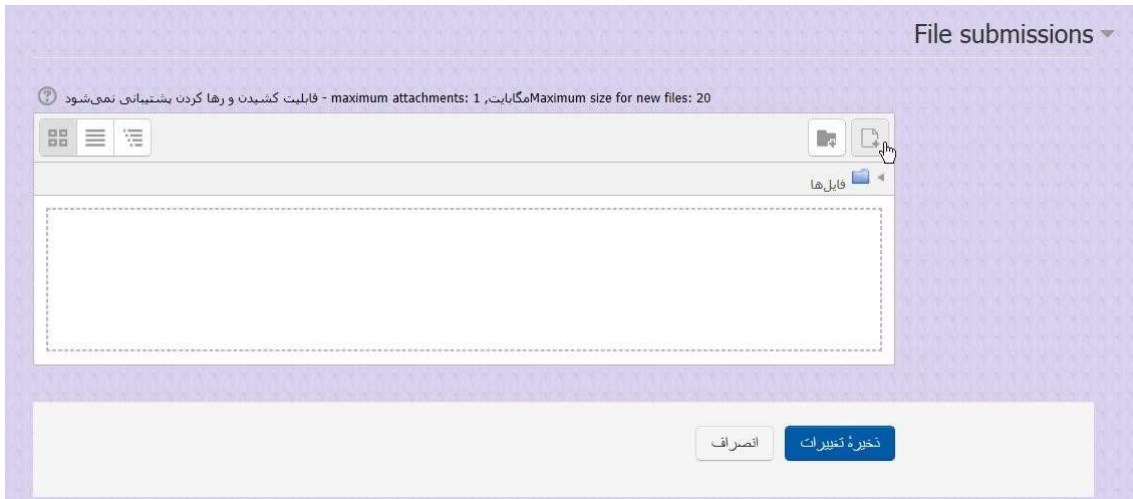 File submissions
Maximum size for new files: 20مگابایت, maximum attachments: 1 - قابلیت کشیدن و رها کردن پشتیبانی نمی‌شود
فایل‌ها
ذخیرهٔ تغییرات
انصراف